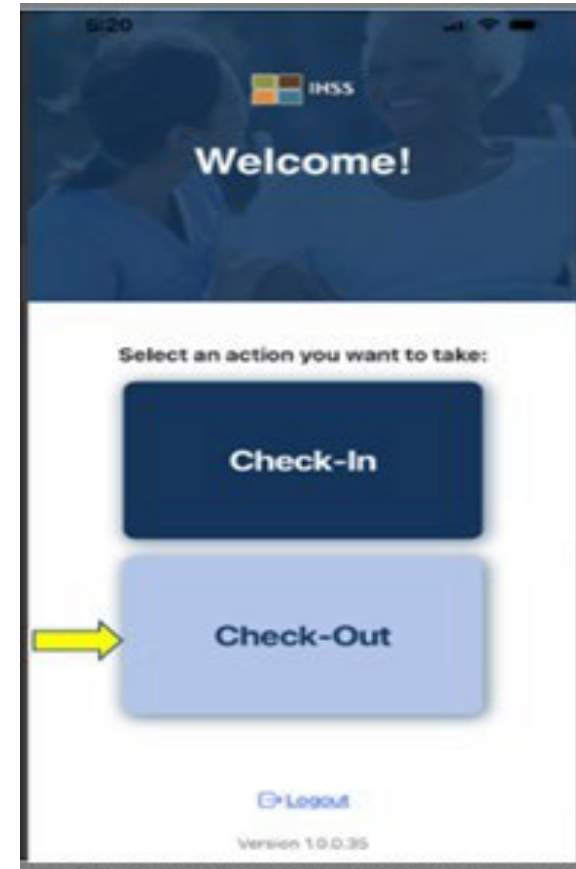 5:20
IHSS
Welcome!
Select an action you want to take:
Check-In
Check-Out
Logout
Version 1.0.0.35